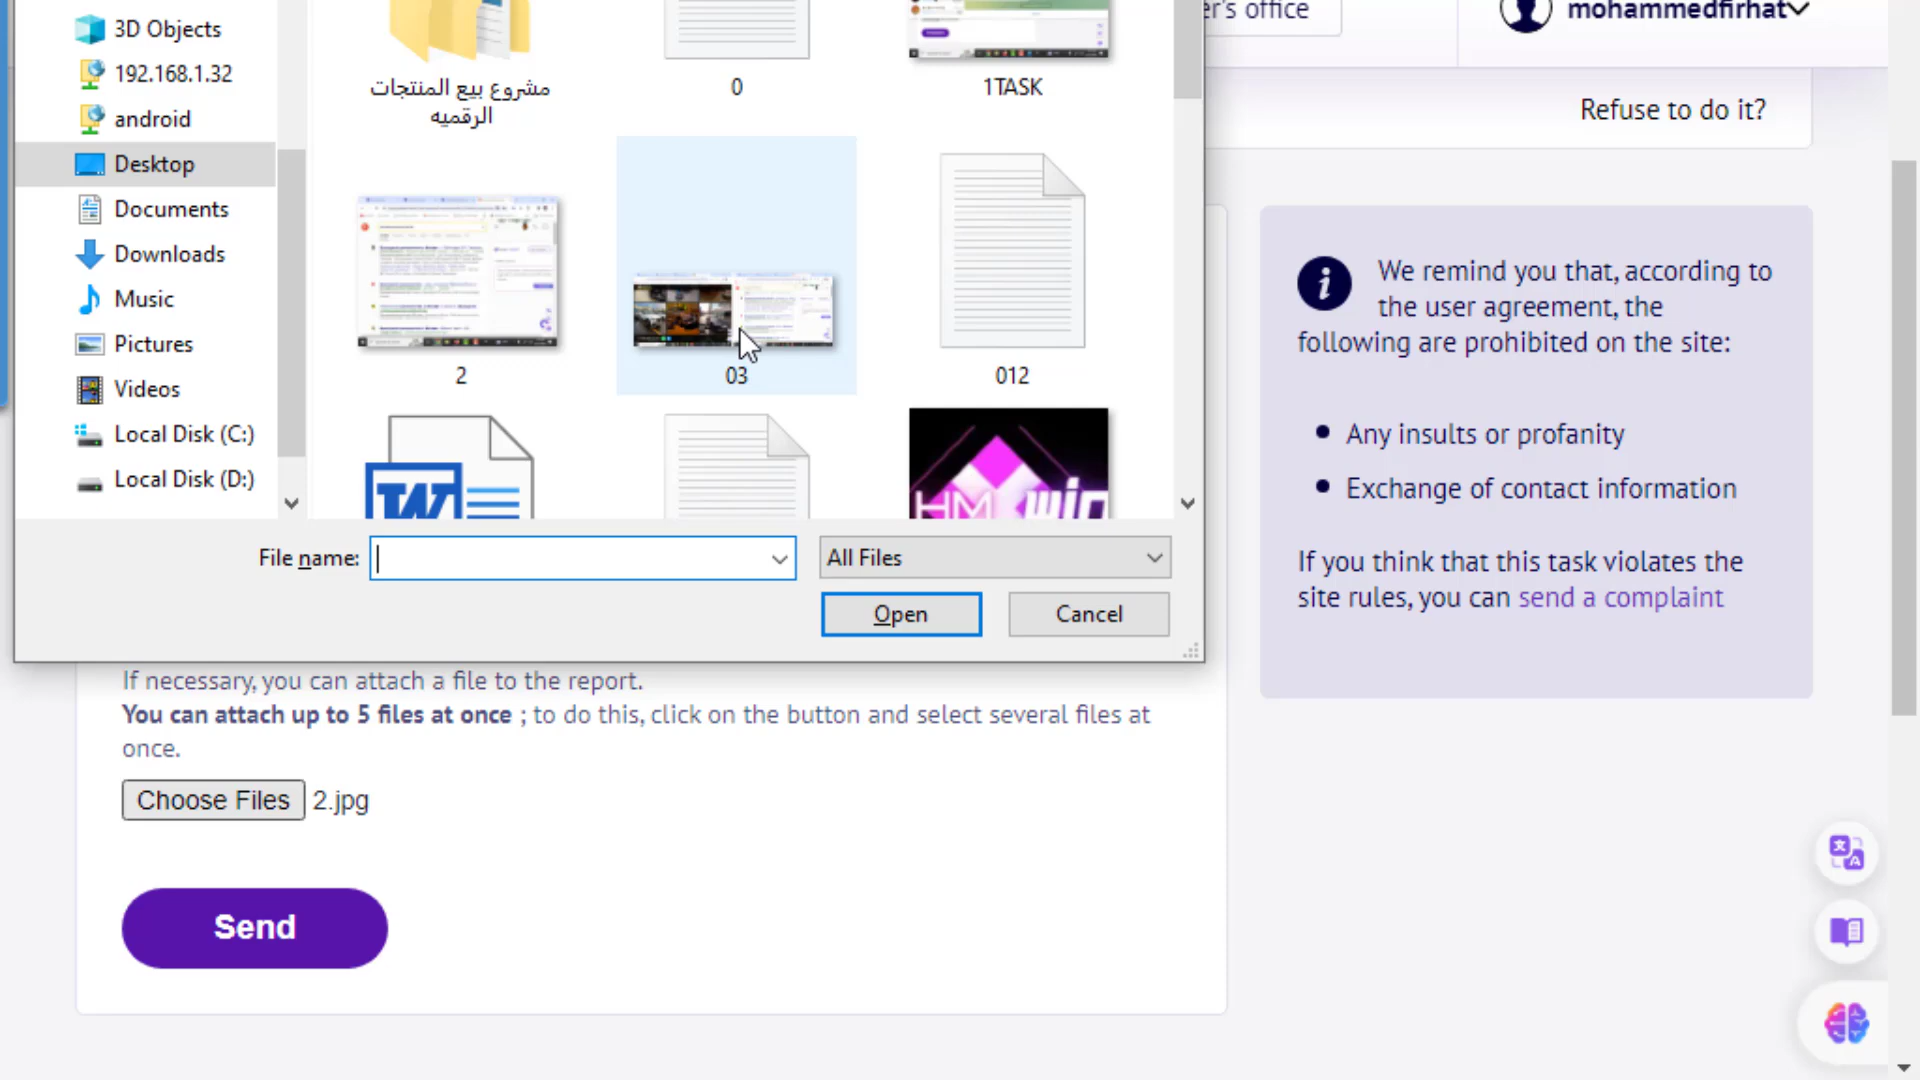 3D Objects
192.168.1.32
android
Desktop
Documents
Downloads
Music
Pictures
Videos
Local Disk (C:)
Local Disk (D:)
مشروع بيع المنتجات
الرقميه
0
1TASK
2
03
012
W
HM
win
File name:
All Files
Open
Cancel
er's office
mohammedfirhat
Refuse to do it?
We remind you that, according to
the user agreement, the
following are prohibited on the site:
Any insults or profanity
Exchange of contact information
If you think that this task violates the
site rules, you can send a complaint
If necessary, you can attach a file to the report.
You can attach up to 5 files at once ; to do this, click on the button and select several files at
once.
Choose Files 2.jpg
Send